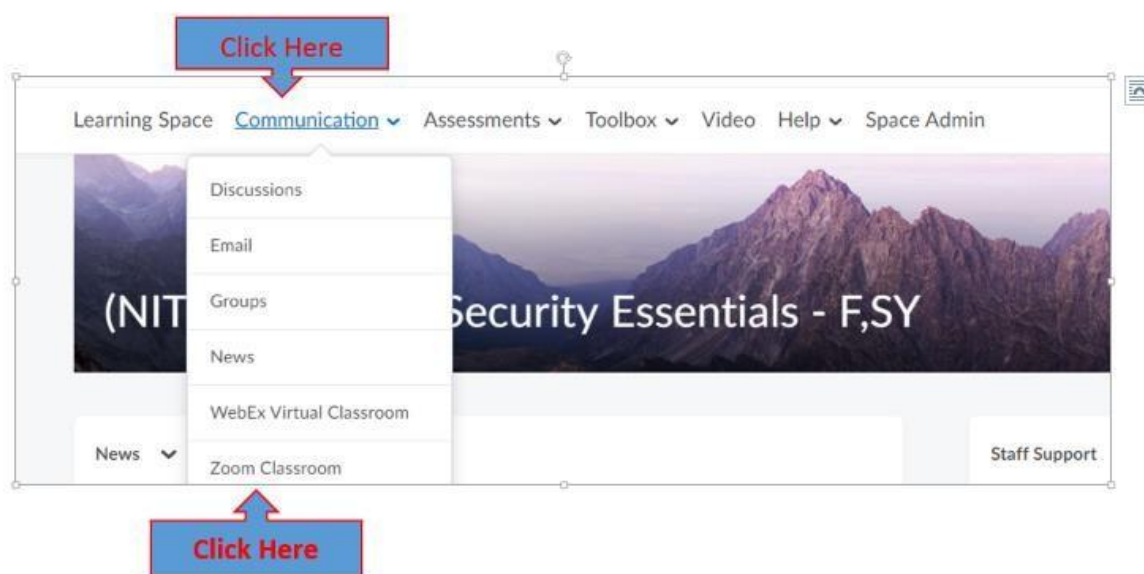 Click Here
Learning Space Communication Assessments Toolbox Video Help Space Admin
Discussions
Email
Groups
(NIT Security Essentials - F,SY
News
WebEx Virtual Classroom
News
Zoom Classroom
Staff Support
Click Here